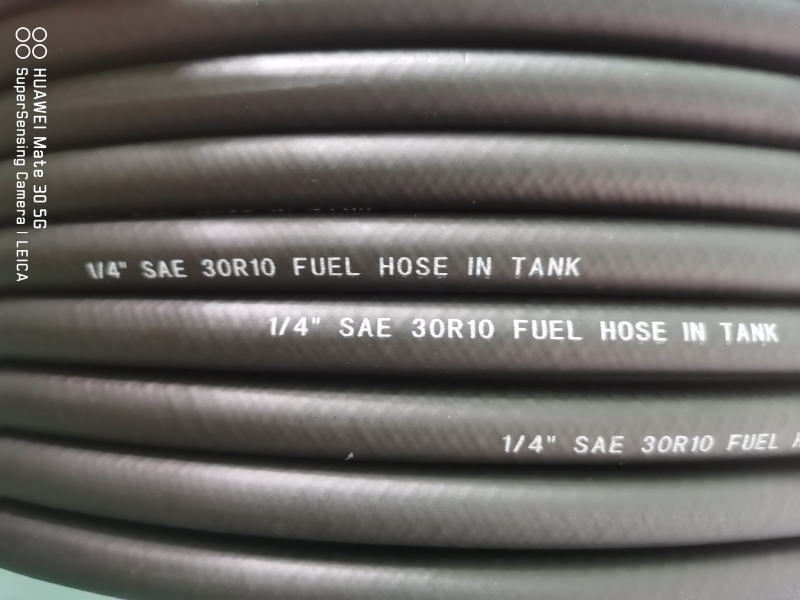 HUAWEI Mate 30 5G
SuperSensing Camera | LEICA
1/4" SAE 30R10 FUEL HOSE IN TANK
1/4" SAE 30R10 FUEL HOSE IN TANK
1/4" SAE 30R10 FUEL